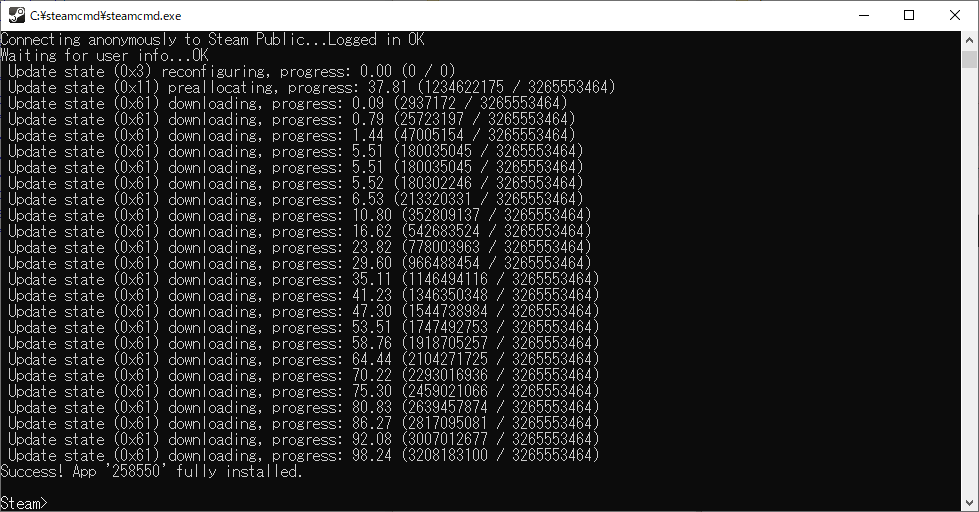 C:¥steamcmd¥steamcmd.exe
Connecting anonymously to Steam Public...Logged in OK
Waiting for user info...OK
Update state (0x3) reconfiguring, progress: 0.00 (0 / 0)
Update state (0x11) preallocating, progress: 37.81 (1234622175 / 3265553464)
Update state (0x61) downloading, progress: 0.09 (2937172 / 3265553464)
Update state (0x61) downloading, progress: 0.79 (25723197 / 3265553464)
Update state (0x61) downloading, progress: 1.44 (47005154 / 3265553464)
Update state (0x61) downloading, progress: 5.51 (180035045 / 3265553464)
Update state (0x61) downloading, progress: 5.51 (180035045 / 3265553464)
Update state (0x61) downloading, progress: 5.52 (180302246 / 3265553464)
Update state (0x61) downloading, progress: 6.53 (213320331 / 3265553464)
Update state (0x61) downloading, progress: 10.80 (352809137 / 3265553464)
Update state (0x61) downloading, progress: 16.62 (542683524 / 3265553464)
Update state (0x61) downloading, progress: 23.82 (778003963 / 3265553464)
Update state (0x61) downloading, progress: 29.60 (966488454 / 3265553464)
Update state (0x61) downloading, progress: 35.11 (1146494116 / 3265553464)
Update state (0x61) downloading, progress: 41.23 (1346350348 / 3265553464)
Update state (0x61) downloading, progress: 47.30 (1544738984 / 3265553464)
Update state (0x61) downloading, progress: 53.51 (1747492753 / 3265553464)
Update state (0x61) downloading, progress: 58.76 (1918705257 / 3265553464)
Update state (0x61) downloading, progress: 64.44 (2104271725 / 3265553464)
Update state (0x61) downloading, progress: 70.22 (2293016936 / 3265553464)
Update state (0x61) downloading, progress: 75.30 (2459021066 / 3265553464)
Update state (0x61) downloading, progress: 80.83 (2639457874 / 3265553464)
Update state (0x61) downloading, progress: 86.27 (2817095081 / 3265553464)
Update state (0x61) downloading, progress: 92.08 (3007012677 / 3265553464)
Update state (0x61) downloading, progress: 98.24 (3208183100 / 3265553464)
Success! App '258550' fully installed.
Steam>